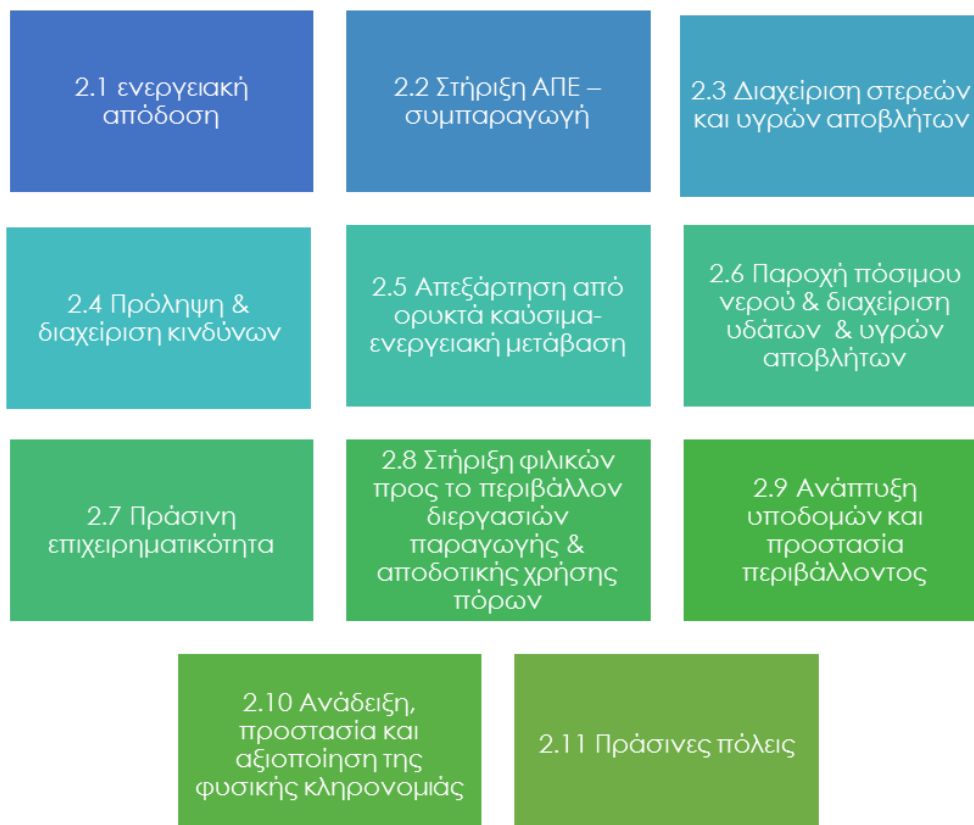 2.1 ενεργειακή
απόδοση
2.2 Στήριξη ΑΠΕ –
συμπαραγωγή
2.3 Διαχείριση στερεών
και υγρών αποβλήτων
2.4 Πρόληψη &
διαχείριση κινδύνων
2.5 Απεξάρτηση από
ορυκτά καύσιμα-
ενεργειακή μετάβαση
2.6 Παροχή πόσιμου
νερού & διαχείριση
υδάτων & υγρών
αποβλήτων
2.7 Πράσινη
επιχειρηματικότητα
2.8 Στήριξη φιλικών
προς το περιβάλλον
διεργασιών
παραγωγής &
αποδοτικής χρήσης
πόρων
2.9 Ανάπτυξη
υποδομών και
προστασία
περιβάλλοντος
2.10 Ανάδειξη,
προστασία και
αξιοποίηση της
φυσικής κληρονομιάς
2.11 Πράσινες πόλεις